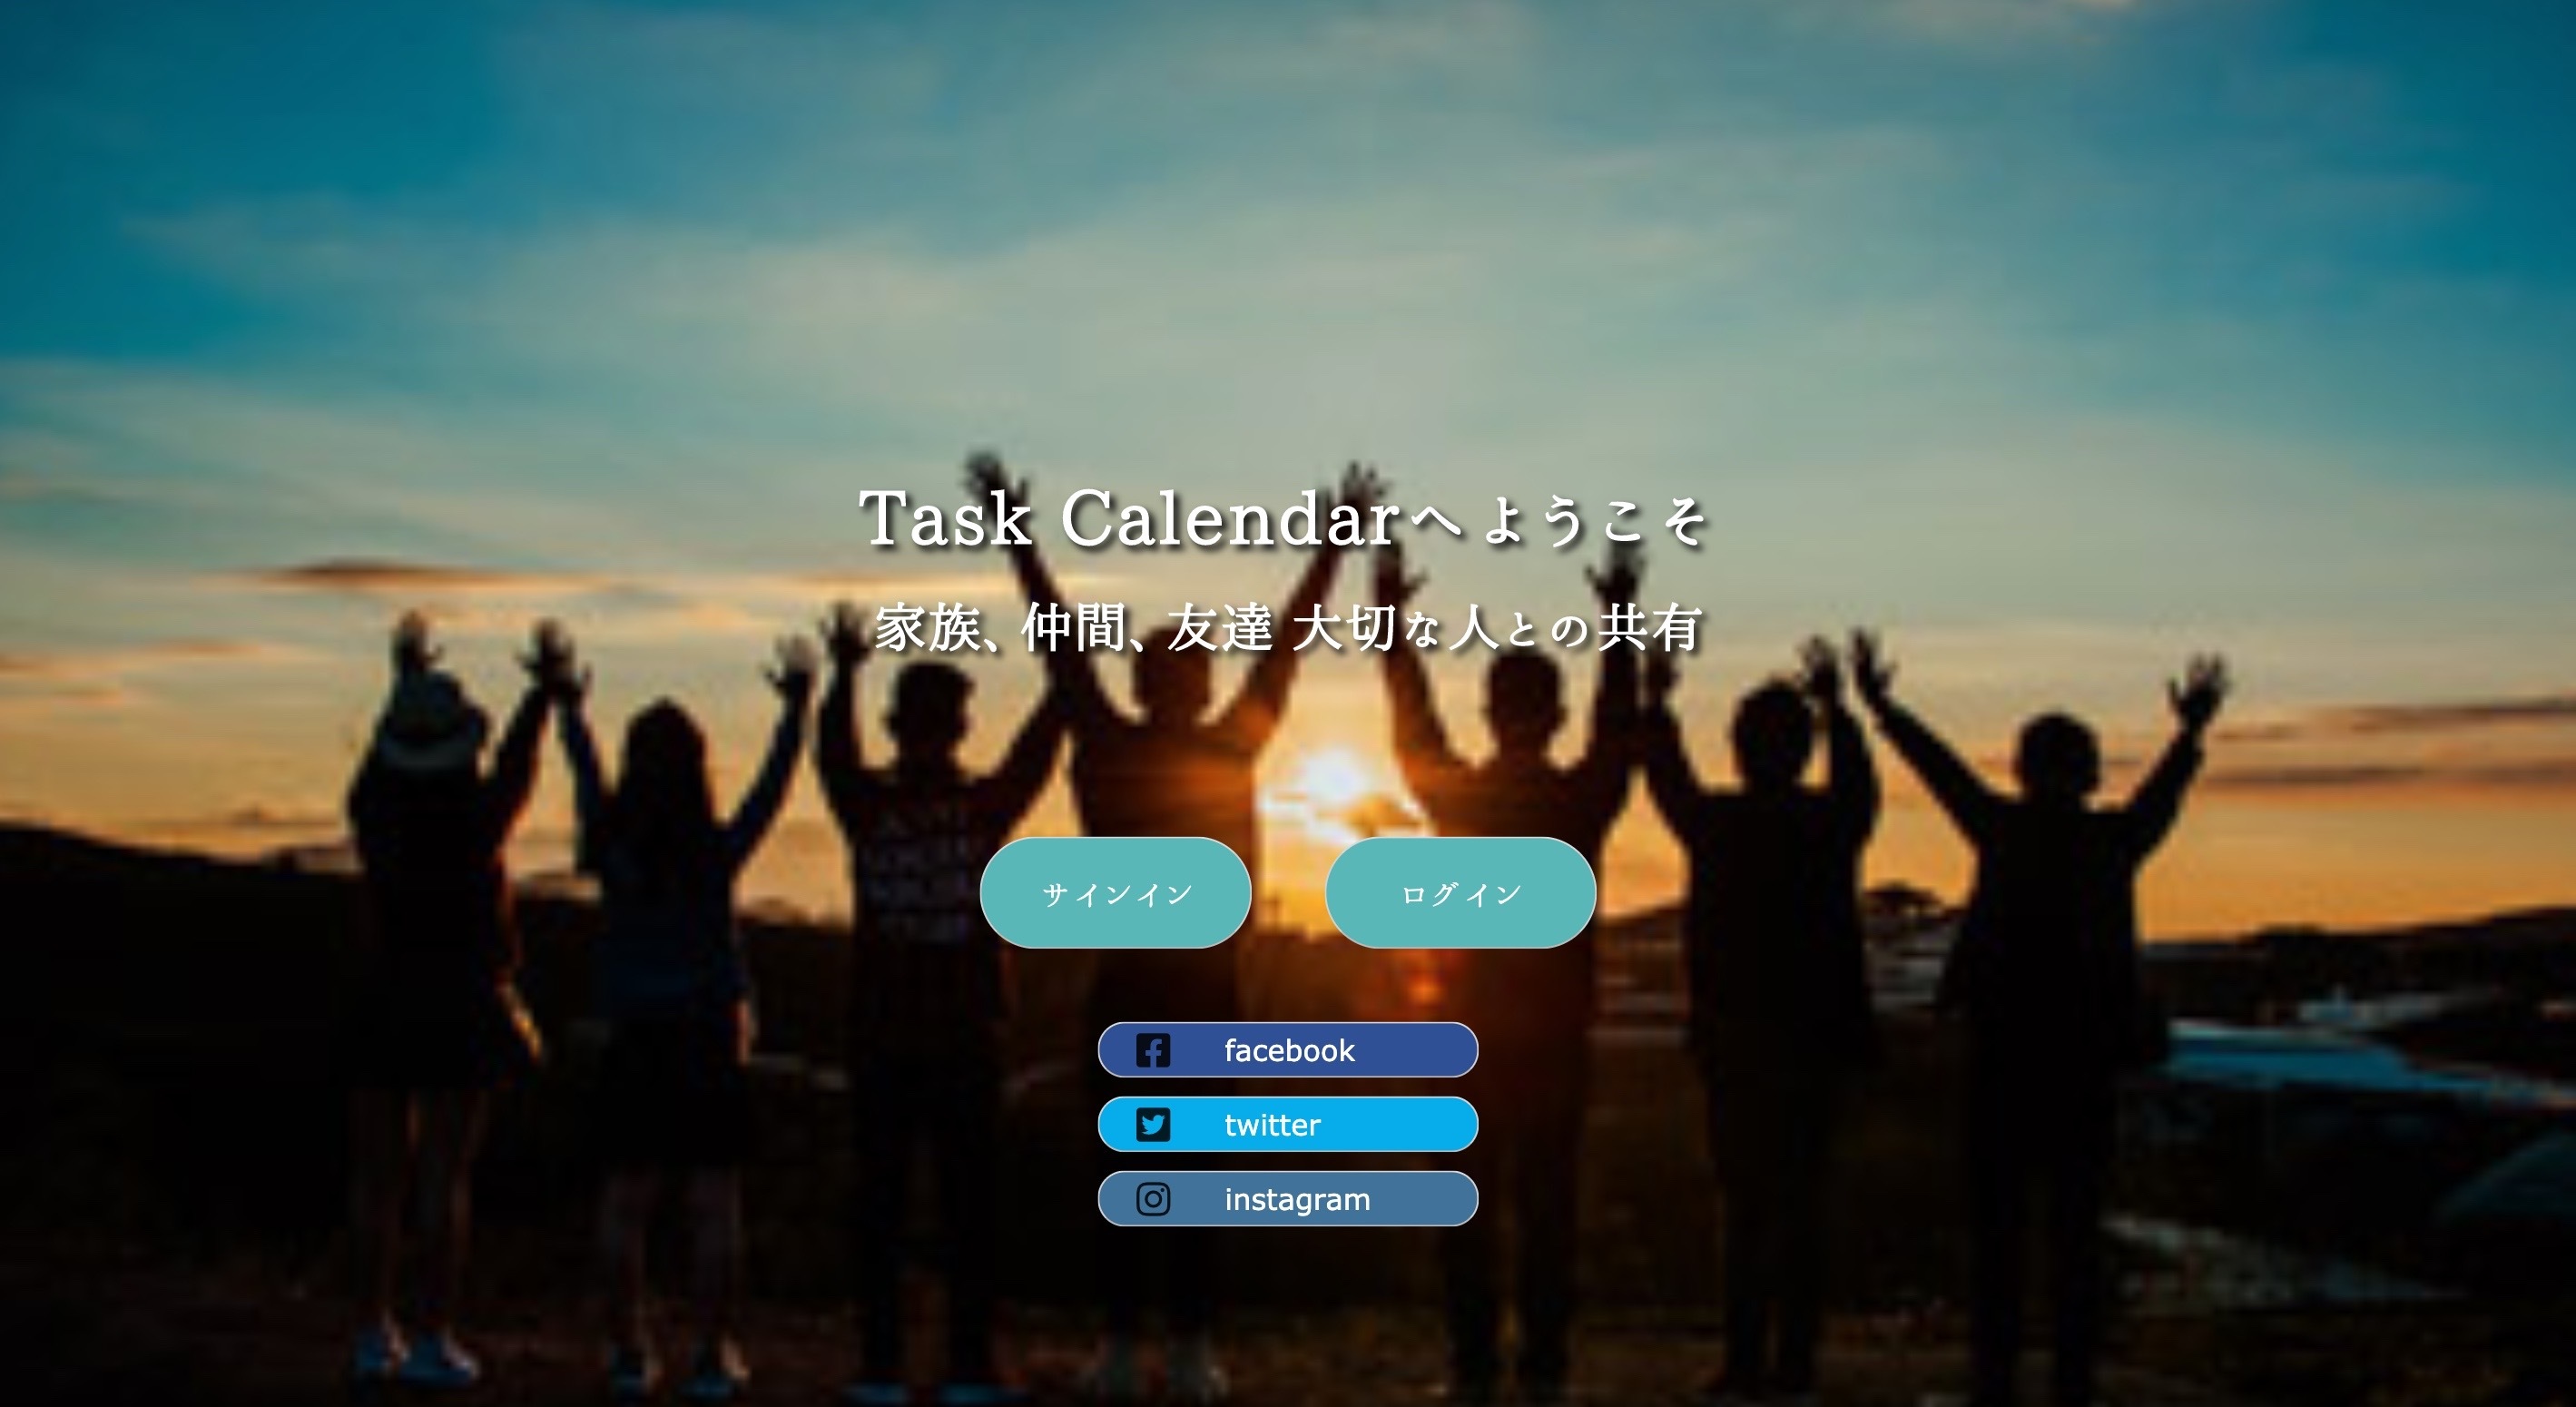 Task Calendarへようこそ
家族、仲間、友達 大切な人との共有
サインイン
ログイン
facebook
twitter
instagram